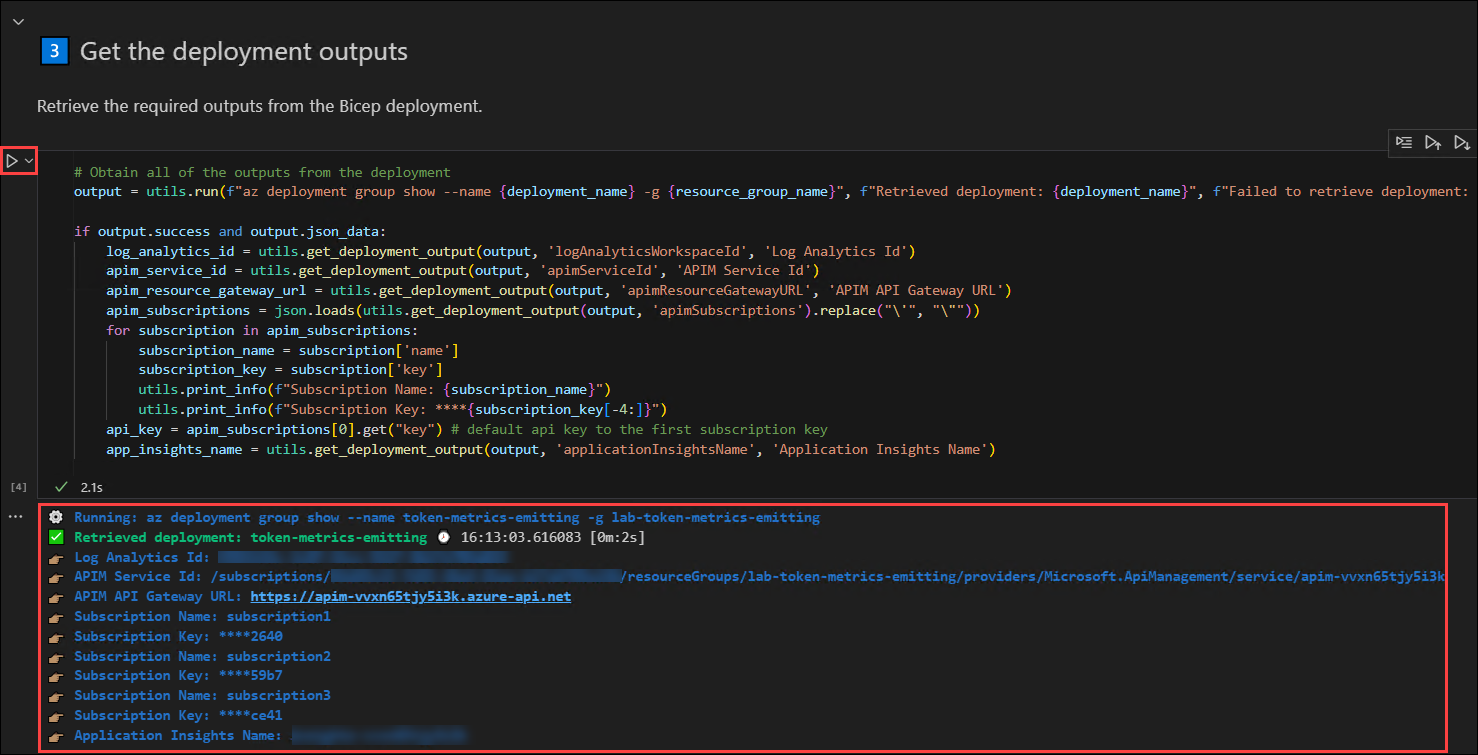 3 Get the deployment outputs
Retrieve the required outputs from the Bicep deployment.
# Obtain all of the outputs from the deployment
output = utils.run(f"az deployment group show --name {deployment_name} -g {resource_group_name}", f"Retrieved deployment: {deployment_name}", f"Failed to retrieve deployment:
if output.success and output.json_data:
log_analytics_id = utils.get_deployment_output(output, 'logAnalyticsWorkspaceId', 'Log Analytics Id')
apim_service_id = utils.get_deployment_output(output, 'apimServiceId', 'APIM Service Id')
apim_resource_gateway_url = utils.get_deployment_output(output, 'apimResourceGatewayURL', 'APIM API Gateway URL')
apim_subscriptions = json.loads(utils.get_deployment_output(output, 'apimSubscriptions').replace("\'", "\""))
for subscription in apim_subscriptions:
subscription_name = subscription['name']
subscription_key = subscription['key']
utils.print_info(f"Subscription Name: {subscription_name}")
utils.print_info(f"Subscription Key: ****{subscription_key[-4:]}")
api_key = apim_subscriptions[0].get("key") # default api key to the first subscription key
app_insights_name = utils.get_deployment_output(output, 'applicationInsightsName', 'Application Insights Name')
[4] 2.1s
Running: az deployment group show --name token-metrics-emitting -g lab-token-metrics-emitting
Retrieved deployment: token-metrics-emitting 16:13:03.616083 [0m:2s]
Log Analytics Id:
APIM Service Id: /subscriptions/ /resourceGroups/lab-token-metrics-emitting/providers/Microsoft.ApiManagement/service/apim-vvxn65tjy5i3k
APIM API Gateway URL: https://apim-vvxn65tjy5i3k.azure-api.net
Subscription Name: subscription1
Subscription Key: ****2640
Subscription Name: subscription2
Subscription Key: ****59b7
Subscription Name: subscription3
Subscription Key: ****ce41
Application Insights Name: